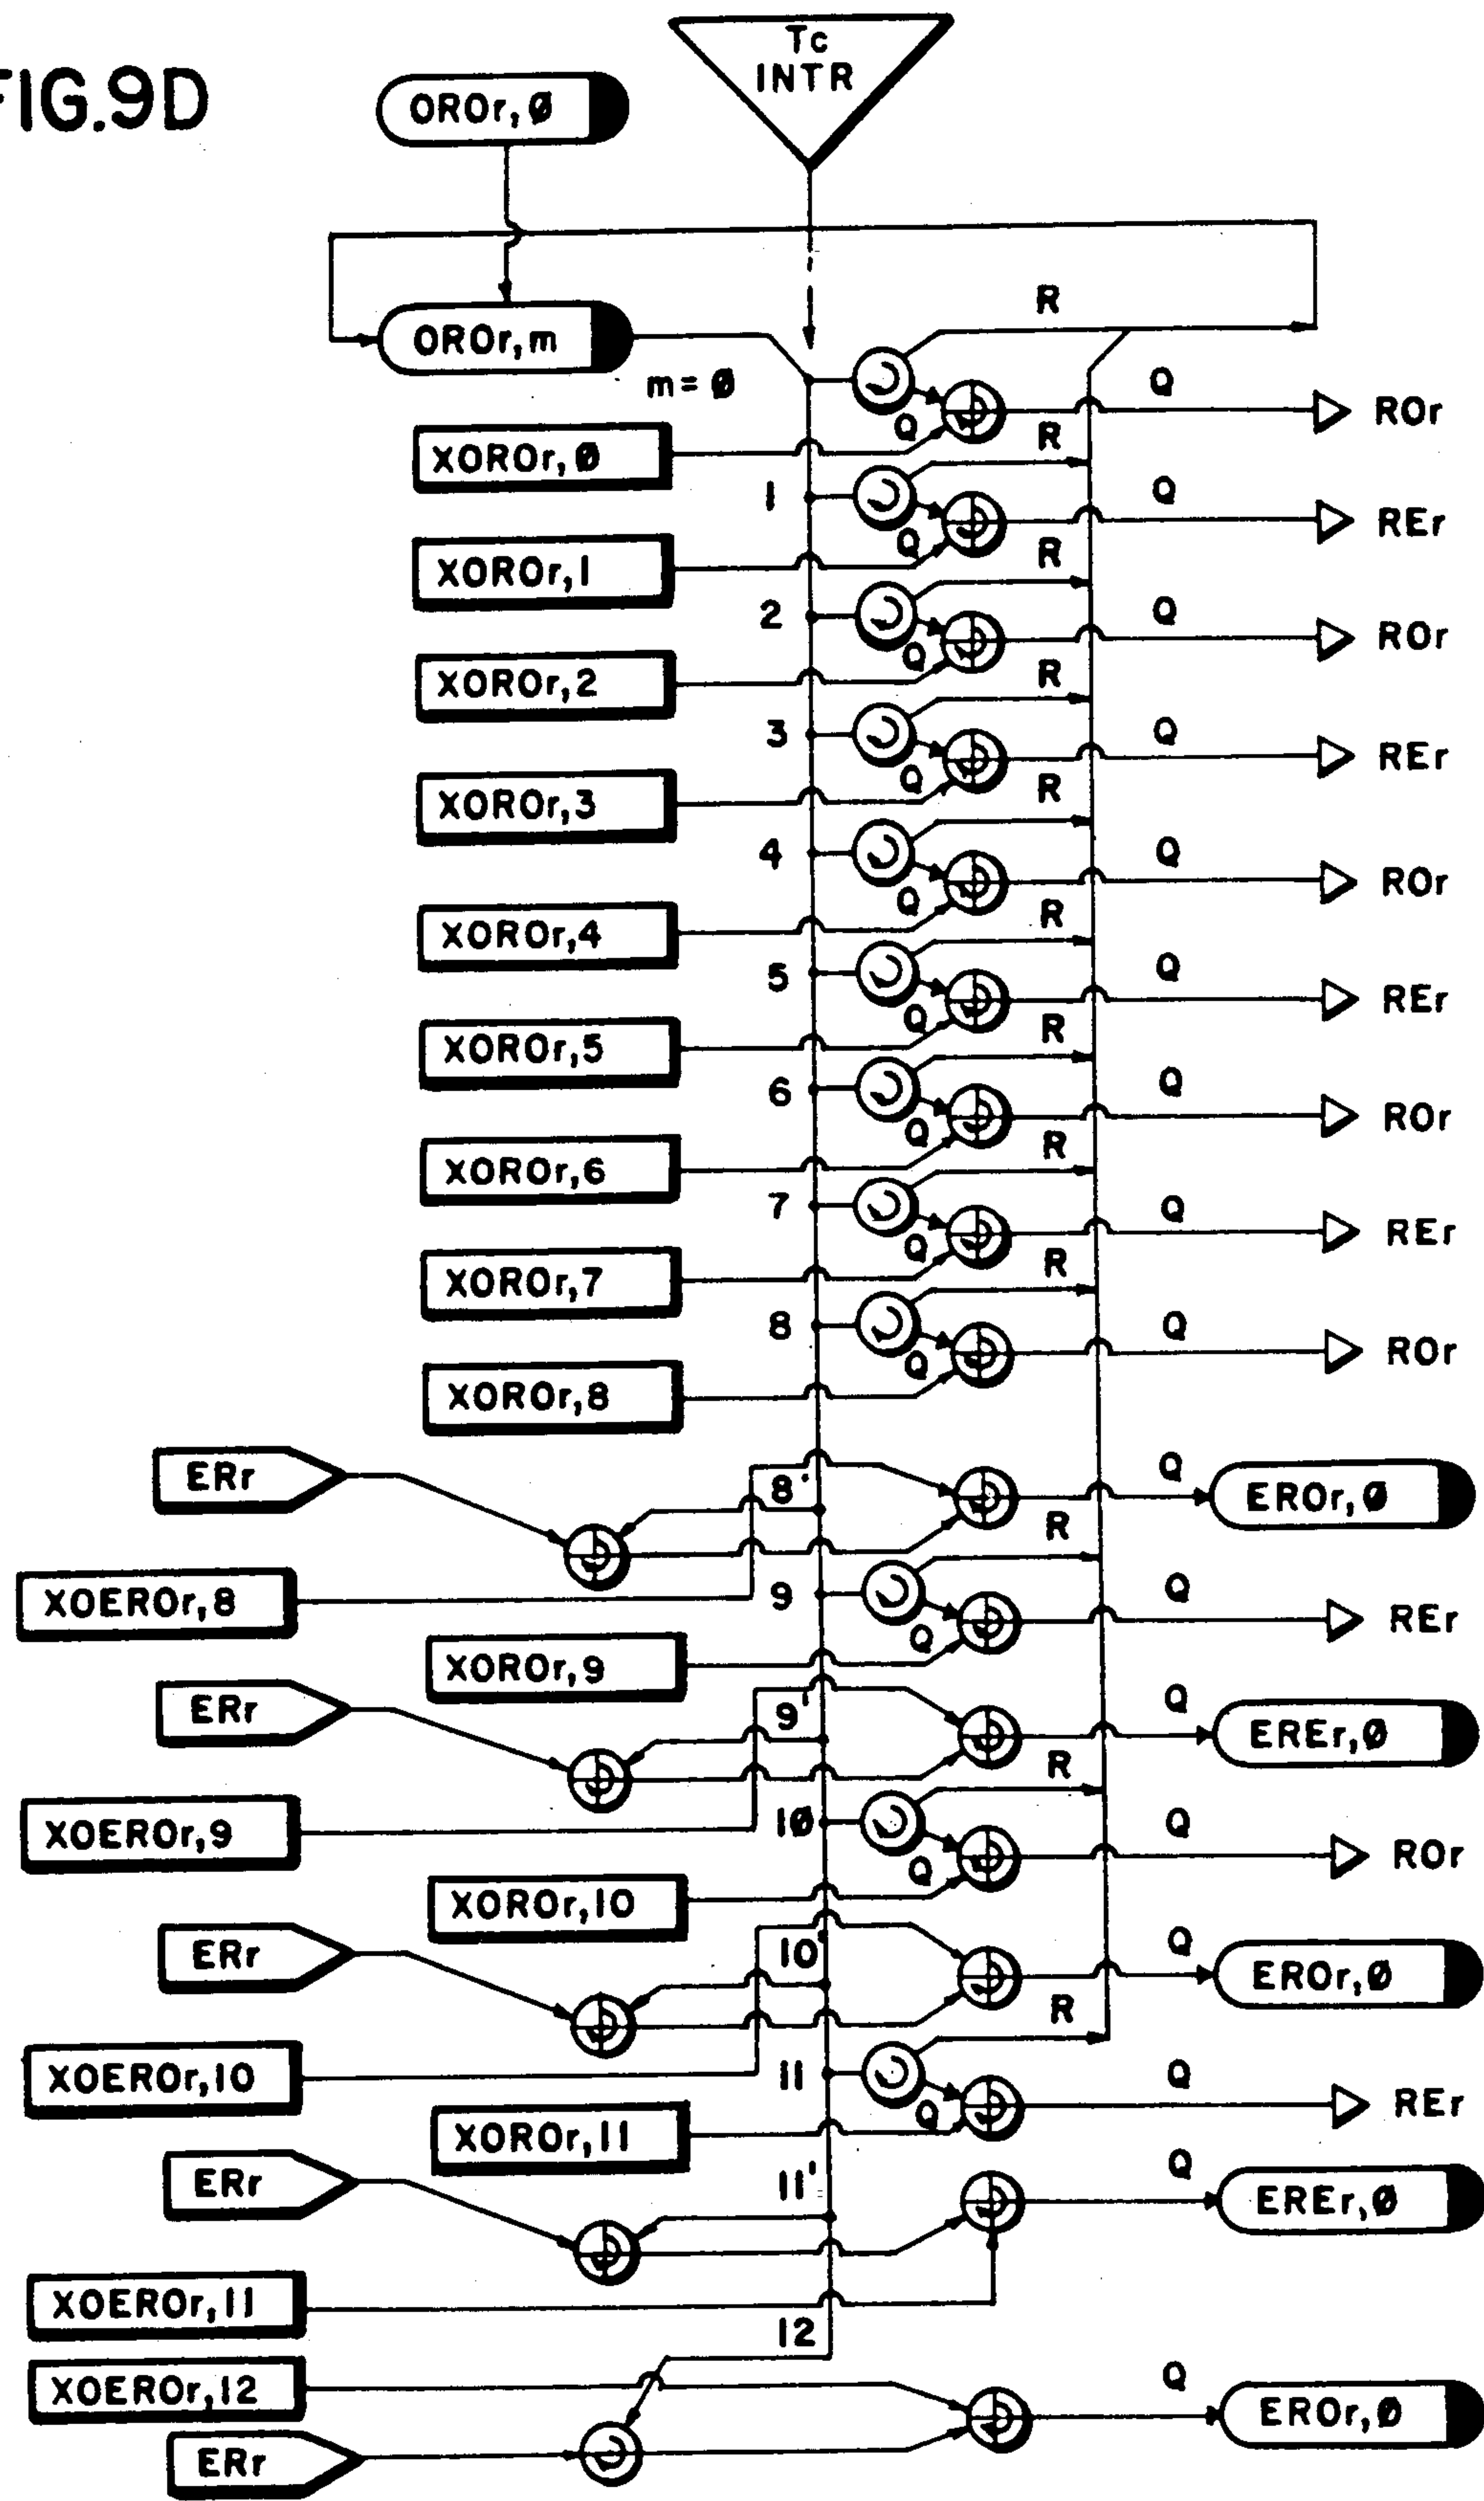 FIG.9D
Tc
INTR
OROr,Ø
OROr,m
m=Ø
R
Q
Q
ROr
XOROr,Ø
R
1
Q
Q
REr
XOROr,1
R
2
Q
Q
ROr
XOROr,2
R
3
Q
Q
REr
XOROr,3
R
4
Q
Q
ROr
XOROr,4
R
5
Q
Q
REr
XOROr,5
R
6
Q
Q
ROr
XOROr,6
R
7
Q
Q
REr
XOROr,7
R
8
Q
Q
ROr
XOROr,8
ERr
8'
Q
EROr,Ø
R
XOEROr,8
9
Q
Q
REr
XOROr,9
ERr
9'
Q
EREr,Ø
R
XOEROr,9
1Ø
Q
Q
ROr
XOROr,10
ERr
10'
Q
EROr,Ø
R
XOEROr,10
11
Q
Q
REr
XOROr,11
ERr
11'
Q
EREr,Ø
XOEROr,11
12
XOEROr,12
Q
EROr,Ø
ERr